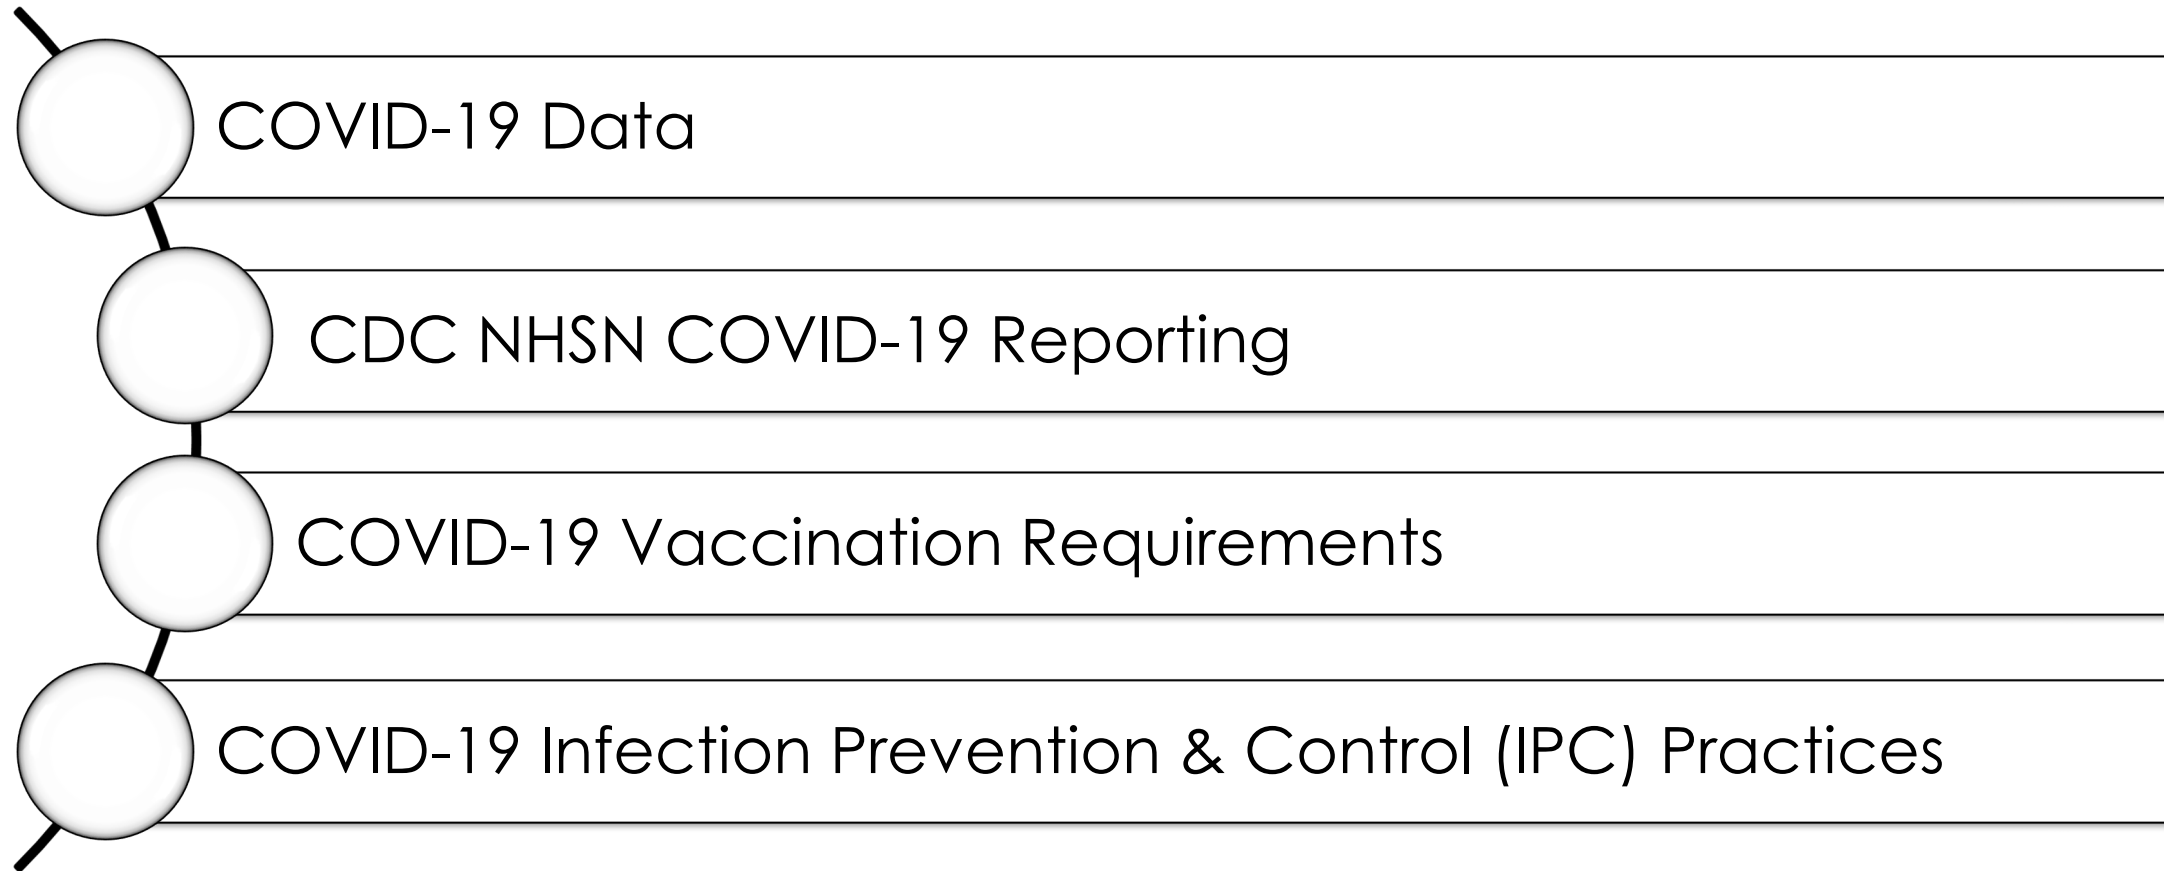 COVID-19 Data
CDC NHSN COVID-19 Reporting
COVID-19 Vaccination Requirements
COVID-19 Infection Prevention & Control (IPC) Practices